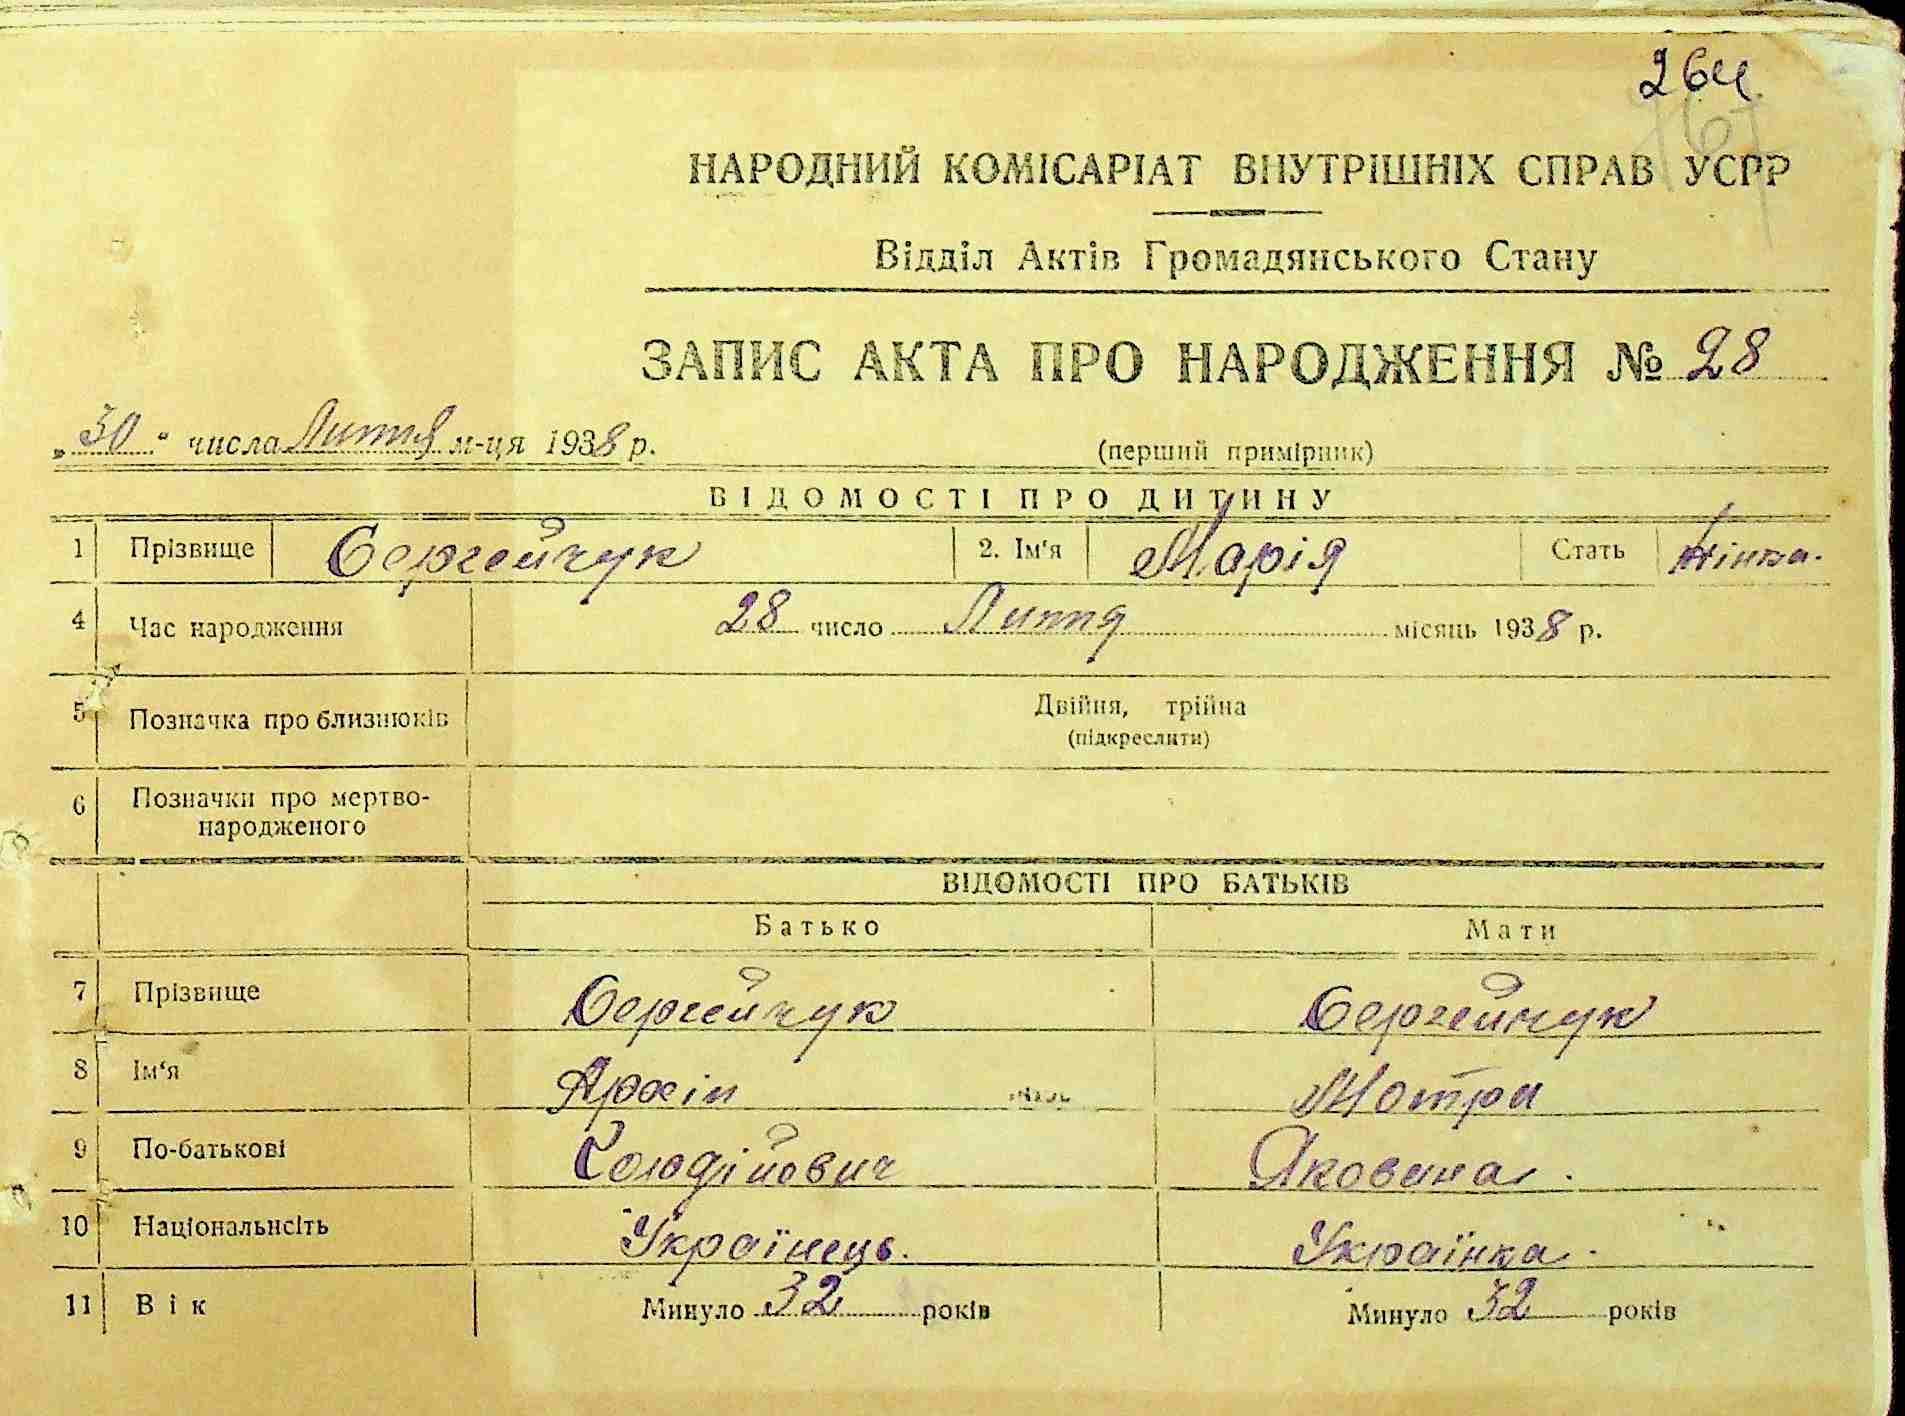 264
НАРОДНИЙ КОМІСАРІАТ ВНУТРІШНІХ СПРАВ УСРР
Відділ Актів Громадянського Стану
ЗАПИС АКТА ПРО НАРОДЖЕННЯ № 28
„30“ числа Липня м-ця 1938 р.
(перший примірник)
ВІДОМОСТІ ПРО ДИТИНУ
1 Прізвище Сергейчук 2. Ім‘я Марія Стать жінка.
4 Час народження 28 число Липня місяць 1938 р.
5 Позначка про близнюків Двійня, трійна
(підкреслити)
6 Позначки про мертво-
народженого
ВІДОМОСТІ ПРО БАТЬКІВ
Батько Мати
7 Прізвище Сергейчук Сергейчук
8 Ім‘я Архіп Мотря
9 По-батькові Яковина.
10 Національнсіть Українець. Українка.
11 Вік Минуло 32 років Минуло 32 років